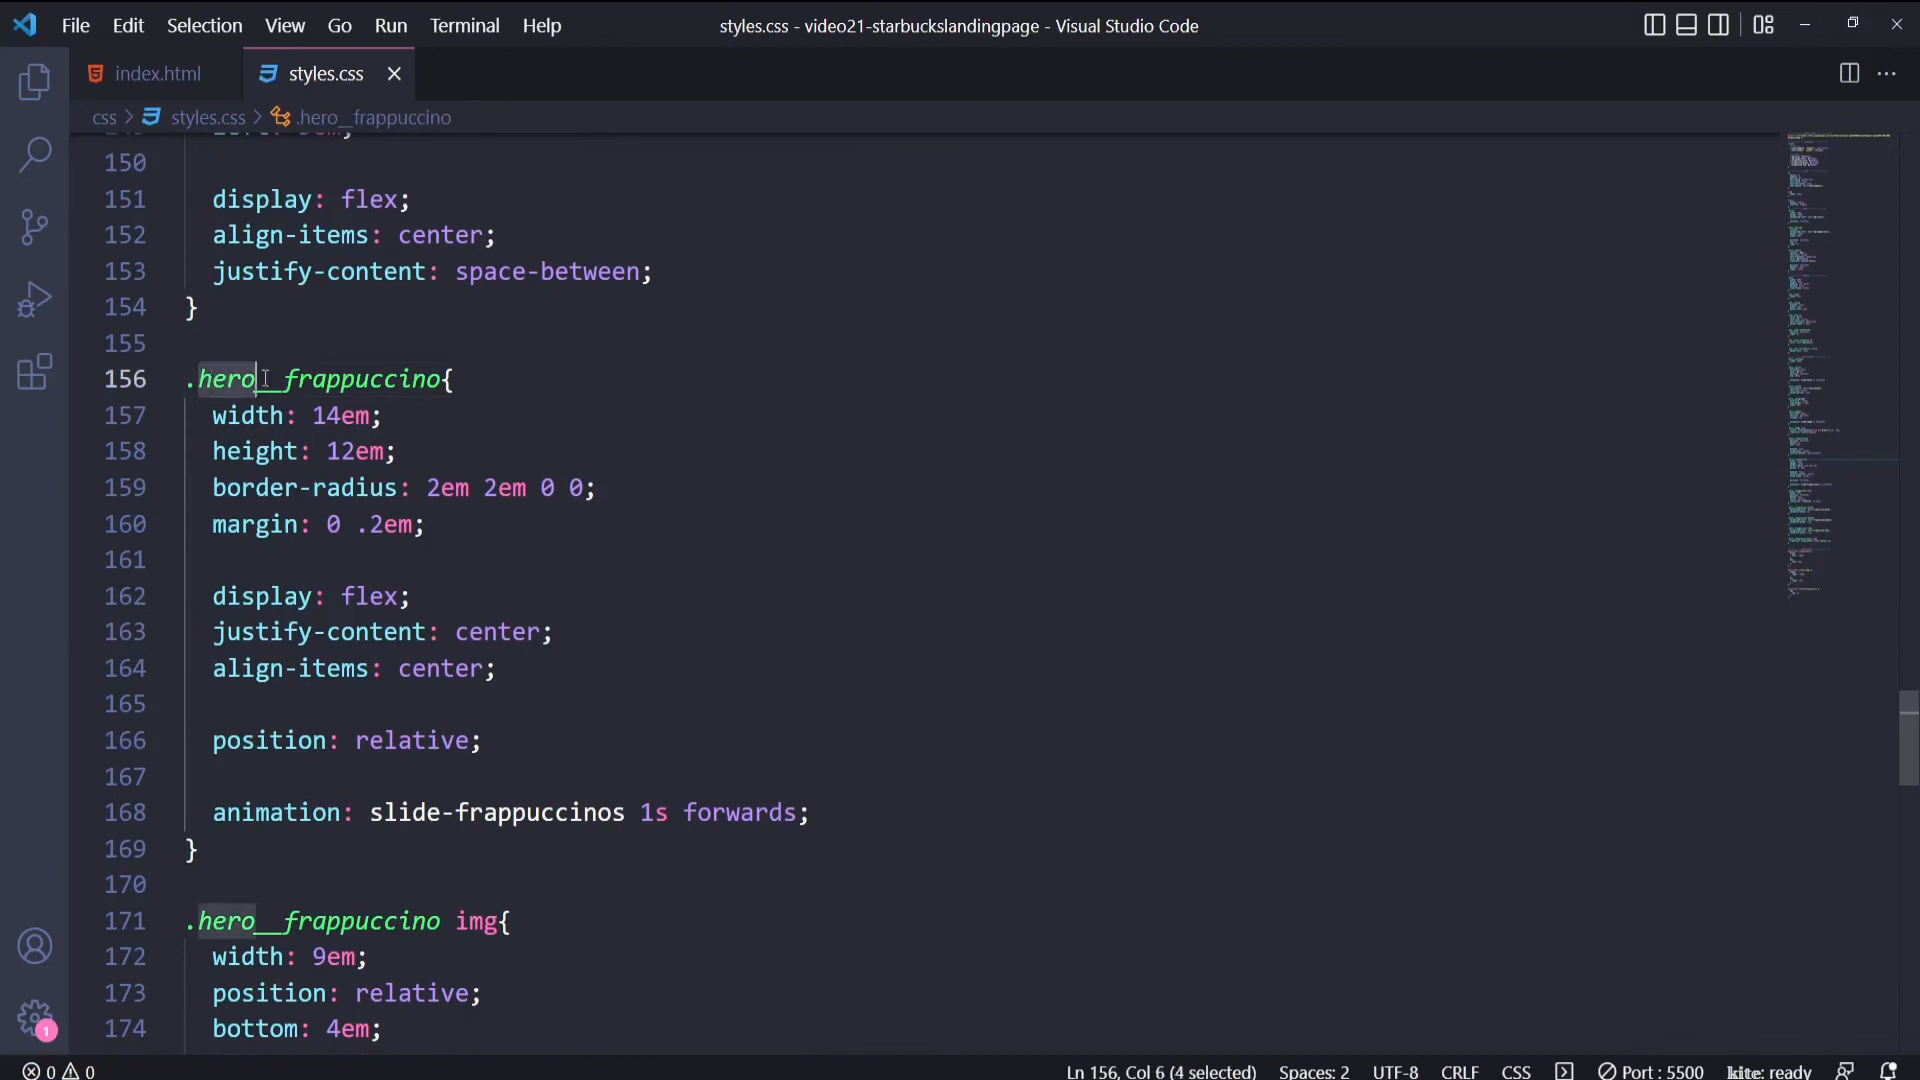 File Edit Selection View Go Run Terminal Help
styles.css - video21-starbuckslandingpage - Visual Studio Code
index.html
styles.css
css > styles.css > .hero__frappuccino
150
151 display: flex;
152 align-items: center;
153 justify-content: space-between;
154 }
155
156 .hero__frappuccino{
157 width: 14em;
158 height: 12em;
159 border-radius: 2em 2em 0 0;
160 margin: 0 .2em;
161
162 display: flex;
163 justify-content: center;
164 align-items: center;
165
166 position: relative;
167
168 animation: slide-frappuccinos 1s forwards;
169 }
170
171 .hero__frappuccino img{
172 width: 9em;
173 position: relative;
174 bottom: 4em;
1
0 0 Ln 156, Col 6 (4 selected) Spaces: 2 UTF-8 CRLF CSS Port : 5500 kite: ready